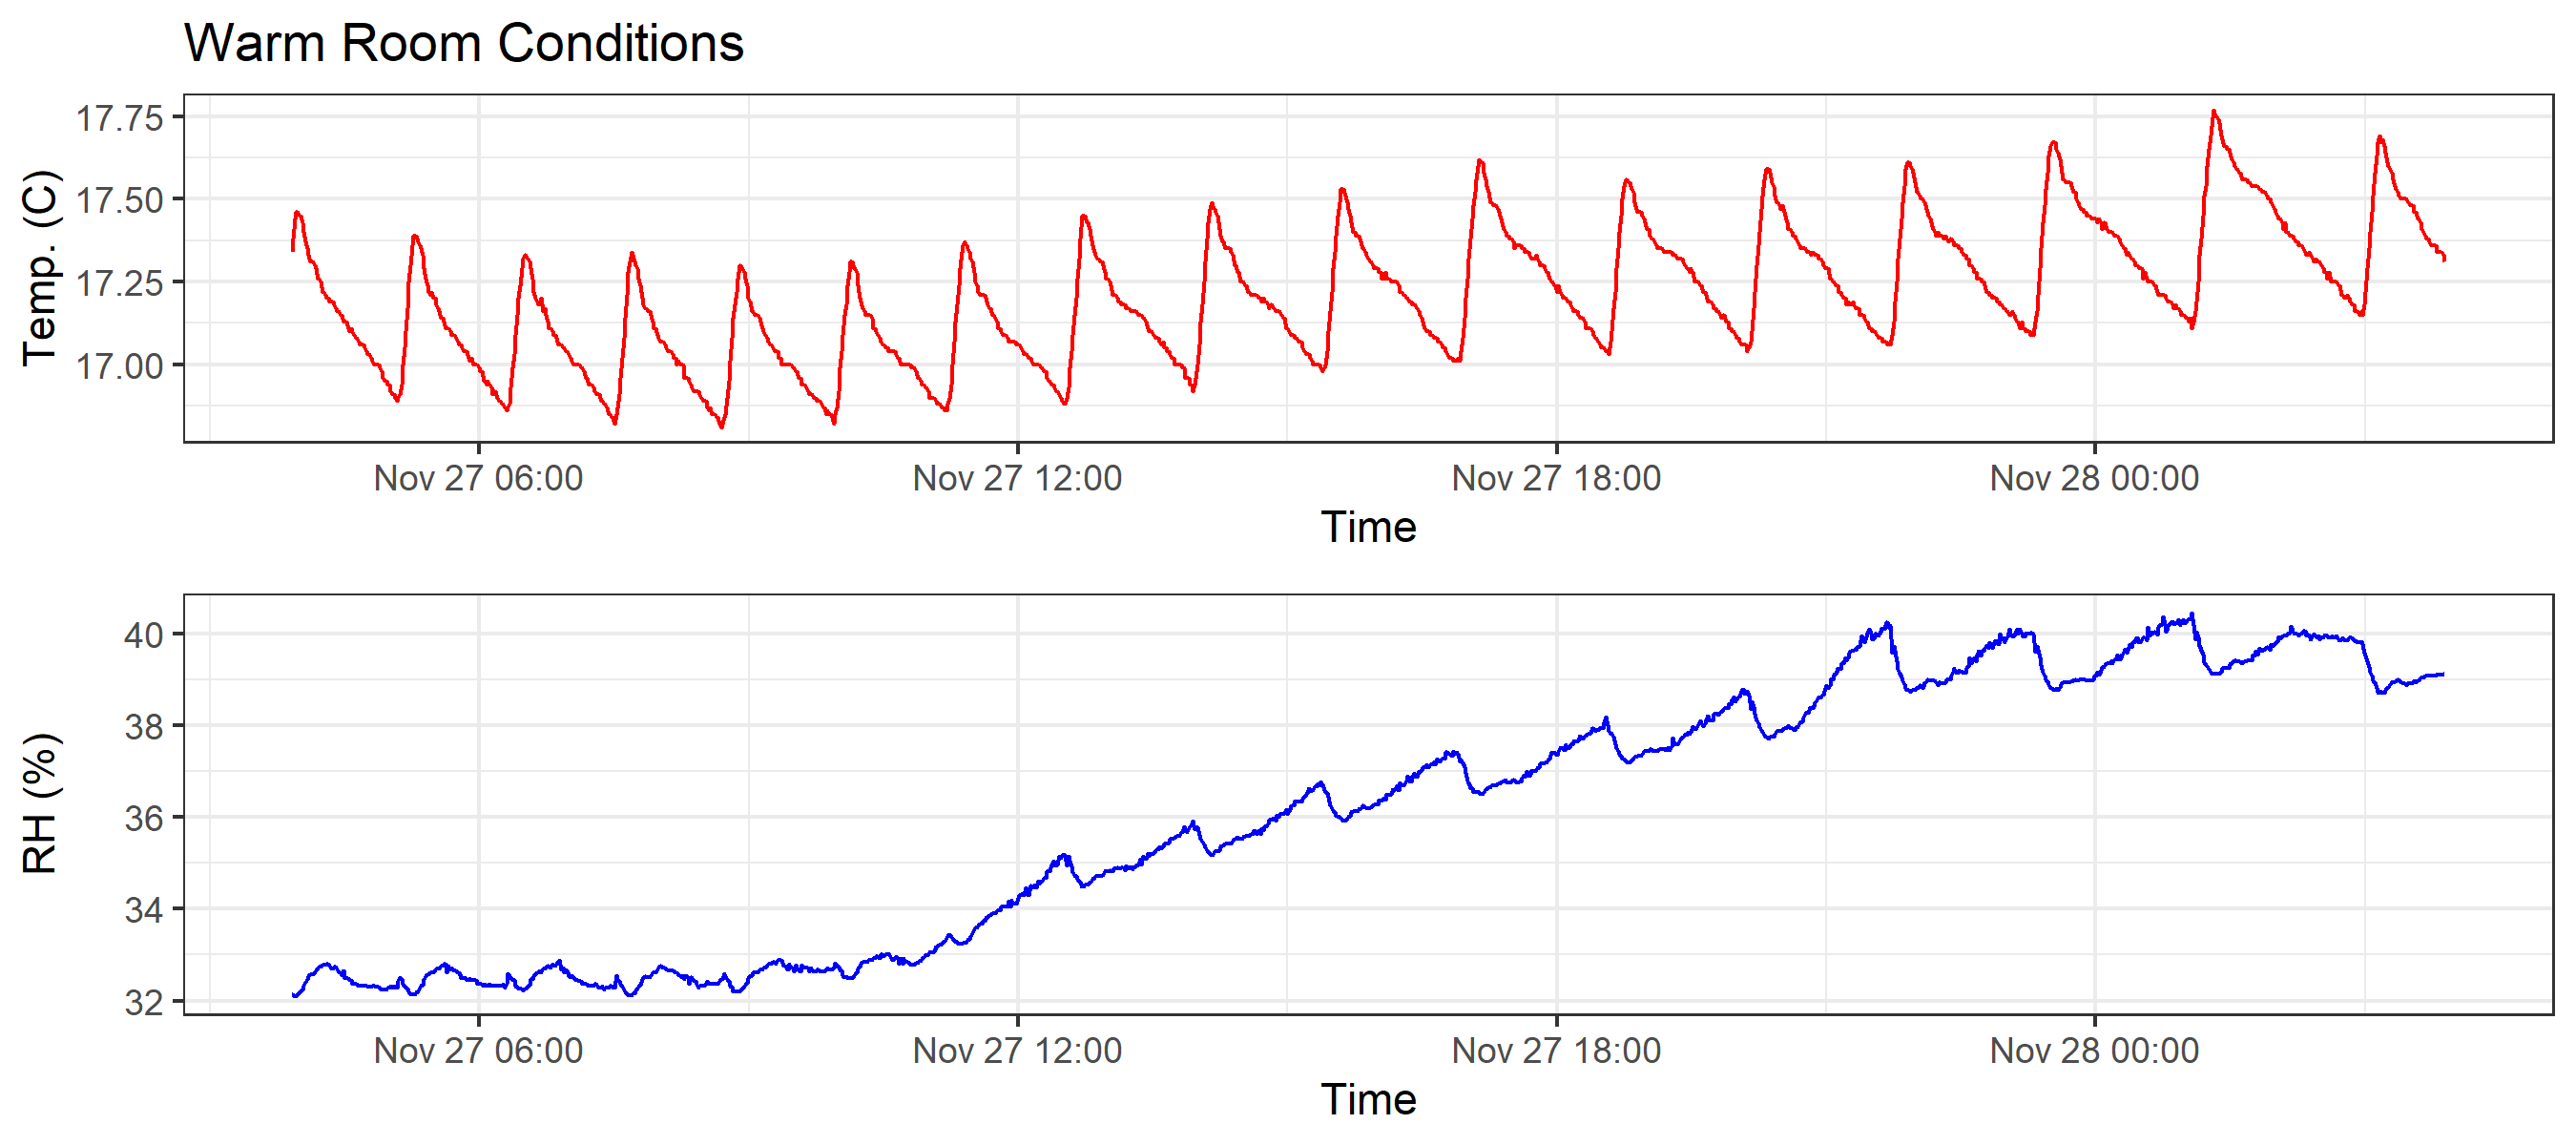 Warm Room Conditions
Temp. (C)
17.75
17.50
17.25
17.00
Nov 27 06:00 Nov 27 12:00 Nov 27 18:00 Nov 28 00:00
Time
RH (%)
40
38
36
34
32
Nov 27 06:00 Nov 27 12:00 Nov 27 18:00 Nov 28 00:00
Time